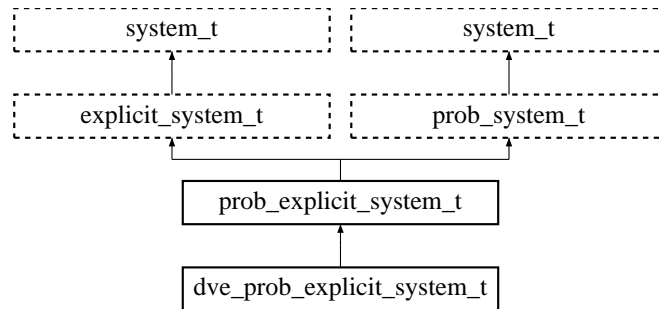 system_t
system_t
explicit_system_t
prob_system_t
prob_explicit_system_t
dve_prob_explicit_system_t